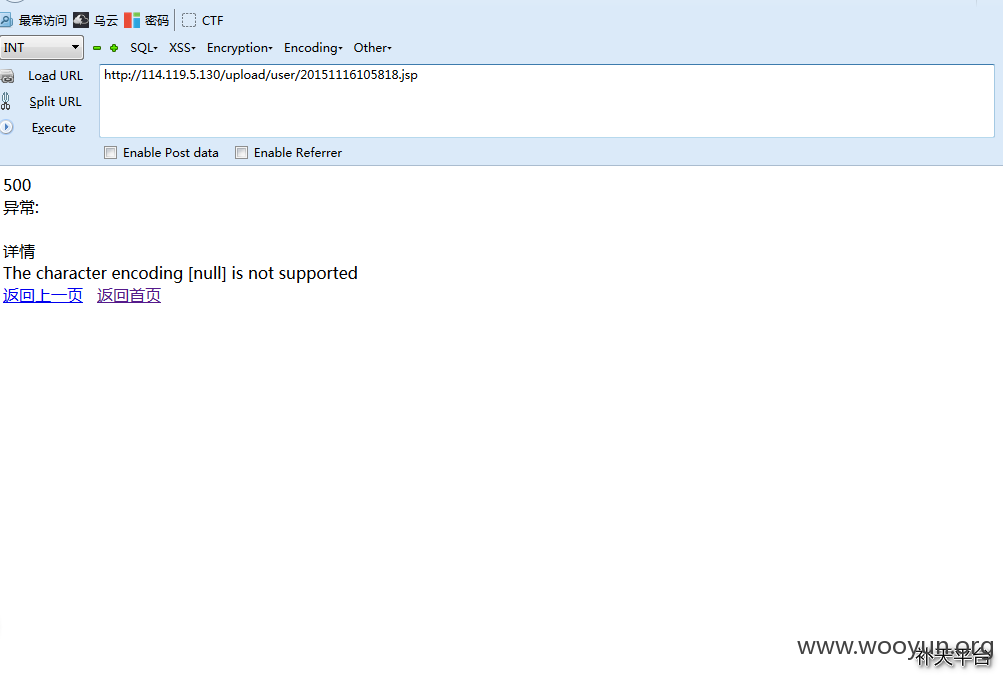 最常访问 乌云 密码 CTF
INT SQL XSS Encryption Encoding Other
Load URL http://114.119.5.130/upload/user/20151116105818.jsp
Split URL
Execute
Enable Post data Enable Referrer
500
异常:
详情
The character encoding [null] is not supported
返回上一页 返回首页
www.wooyun.org
补天平台